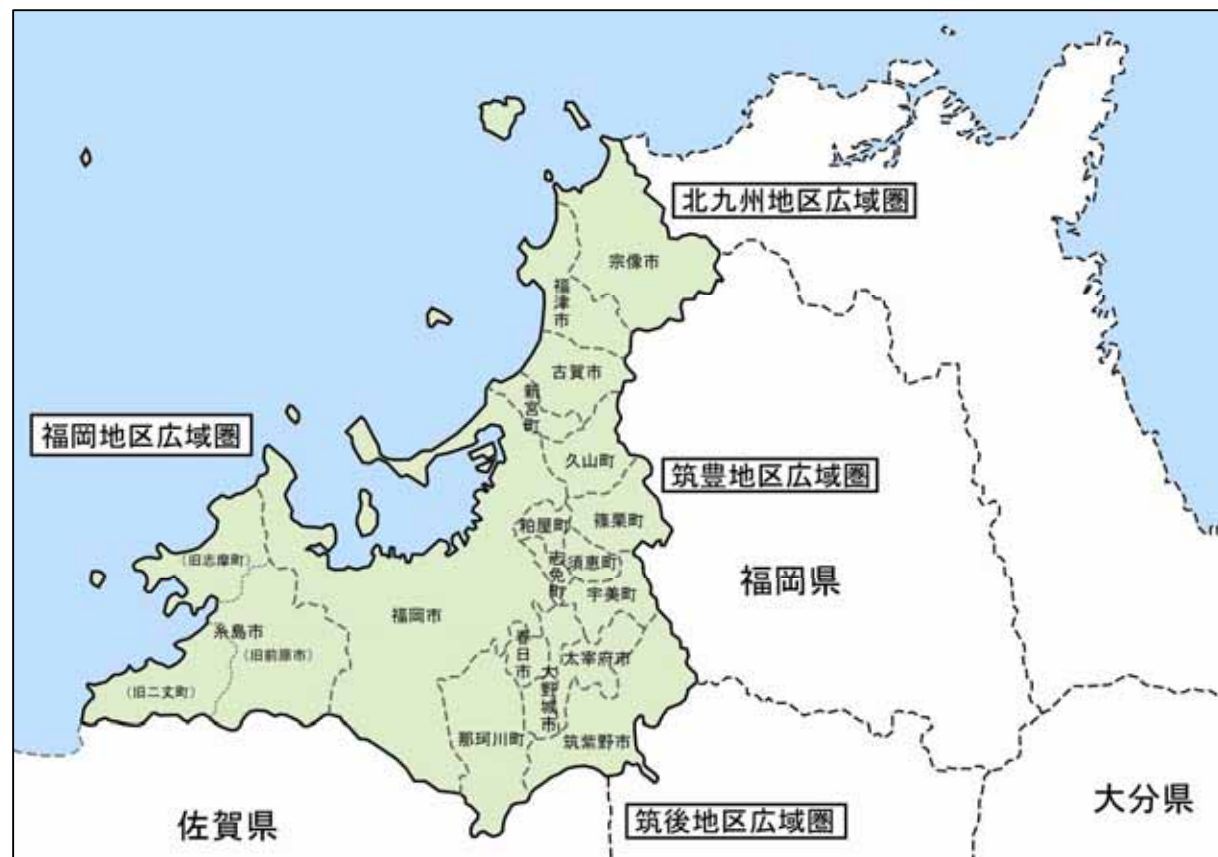 北九州地区広域圏
宗像市
福津市
古賀市
新宮町
福岡地区広域圏
久山町
筑豊地区広域圏
粕屋町
篠栗町
(旧志摩町)
志免町
須恵町
宇美町
福岡県
福岡市
糸島市
(旧前原市)
春日市
太宰府市
(旧二丈町)
大野城市
那珂川町
筑紫野市
佐賀県
筑後地区広域圏
大分県